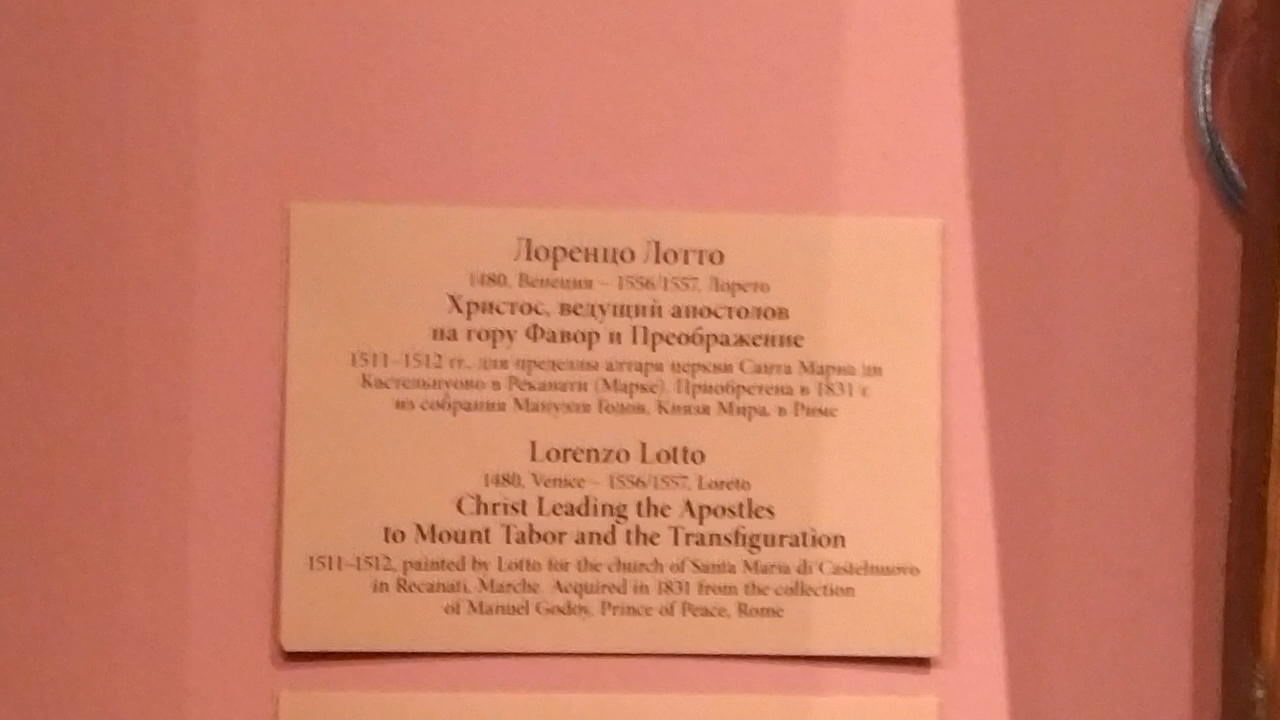 Лоренцо Лотто
1480, Венеция – 1556/1557, Лорето
Христос, ведущий апостолов
на гору Фавор и Преображение
1511–1512 гг., для пределлы алтаря церкви Санта Мария ди
Кастельнуово в Реканати (Марке). Приобретена в 1831 г.
из собрания Мануэля Годоя, Князя Мира, в Риме
Lorenzo Lotto
1480, Venice – 1556/1557, Loreto
Christ Leading the Apostles
to Mount Tabor and the Transfiguration
1511–1512, painted by Lotto for the church of Santa Maria di Castelnuovo
in Recanati, Marche. Acquired in 1831 from the collection
of Manuel Godoy, Prince of Peace, Rome